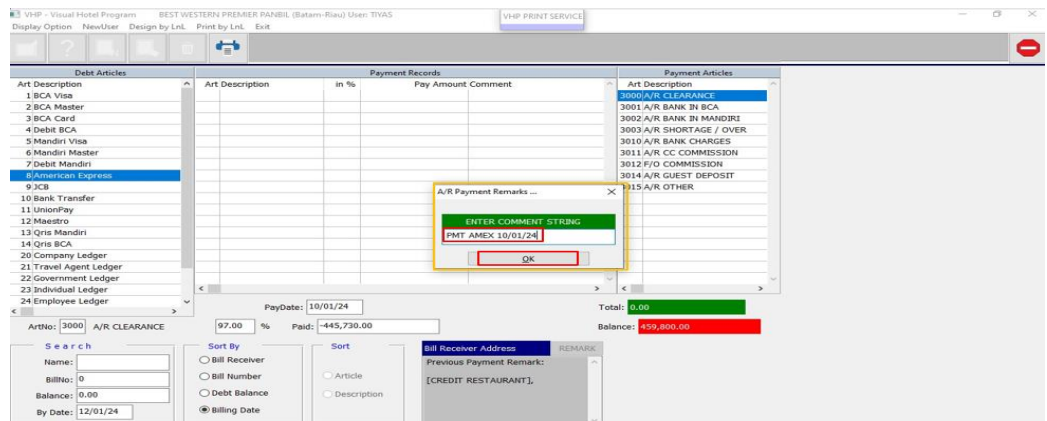 VHP - Visual Hotel Program BEST WESTERN PREMIER PANBIL (Batam-Riau) User: TIYAS
VHP PRINT SERVICE
Display Option NewUser Design by LnL Print by LnL Exit
Debt Articles Payment Records Payment Articles
Art Description Art Description in % Pay Amount Comment Art Description
1 BCA Visa 3000 A/R CLEARANCE
2 BCA Master 3001 A/R BANK IN BCA
3 BCA Card 3002 A/R BANK IN MANDIRI
4 Debit BCA 3003 A/R SHORTAGE / OVER
5 Mandiri Visa 3010 A/R BANK CHARGES
6 Mandiri Master 3011 A/R CC COMMISSION
7 Debit Mandiri 3012 F/O COMMISSION
8 American Express 3014 A/R GUEST DEPOSIT
9 JCB A/R Payment Remarks ... 15 A/R OTHER
10 Bank Transfer
11 UnionPay
12 Maestro ENTER COMMENT STRING
13 Qris Mandiri PMT AMEX 10/01/24
14 Qris BCA
20 Company Ledger OK
21 Travel Agent Ledger
22 Government Ledger
23 Individual Ledger
24 Employee Ledger PayDate: 10/01/24 Total: 0.00
ArtNo: 3000 A/R CLEARANCE 97.00 % Paid: -445,730.00 Balance: 459,800.00
Search Sort By Sort Bill Receiver Address REMARK
Name: Bill Receiver Previous Payment Remark:
BillNo: 0 Bill Number Article [CREDIT RESTAURANT],
Balance: 0.00 Debt Balance Description
By Date: 12/01/24 Billing Date